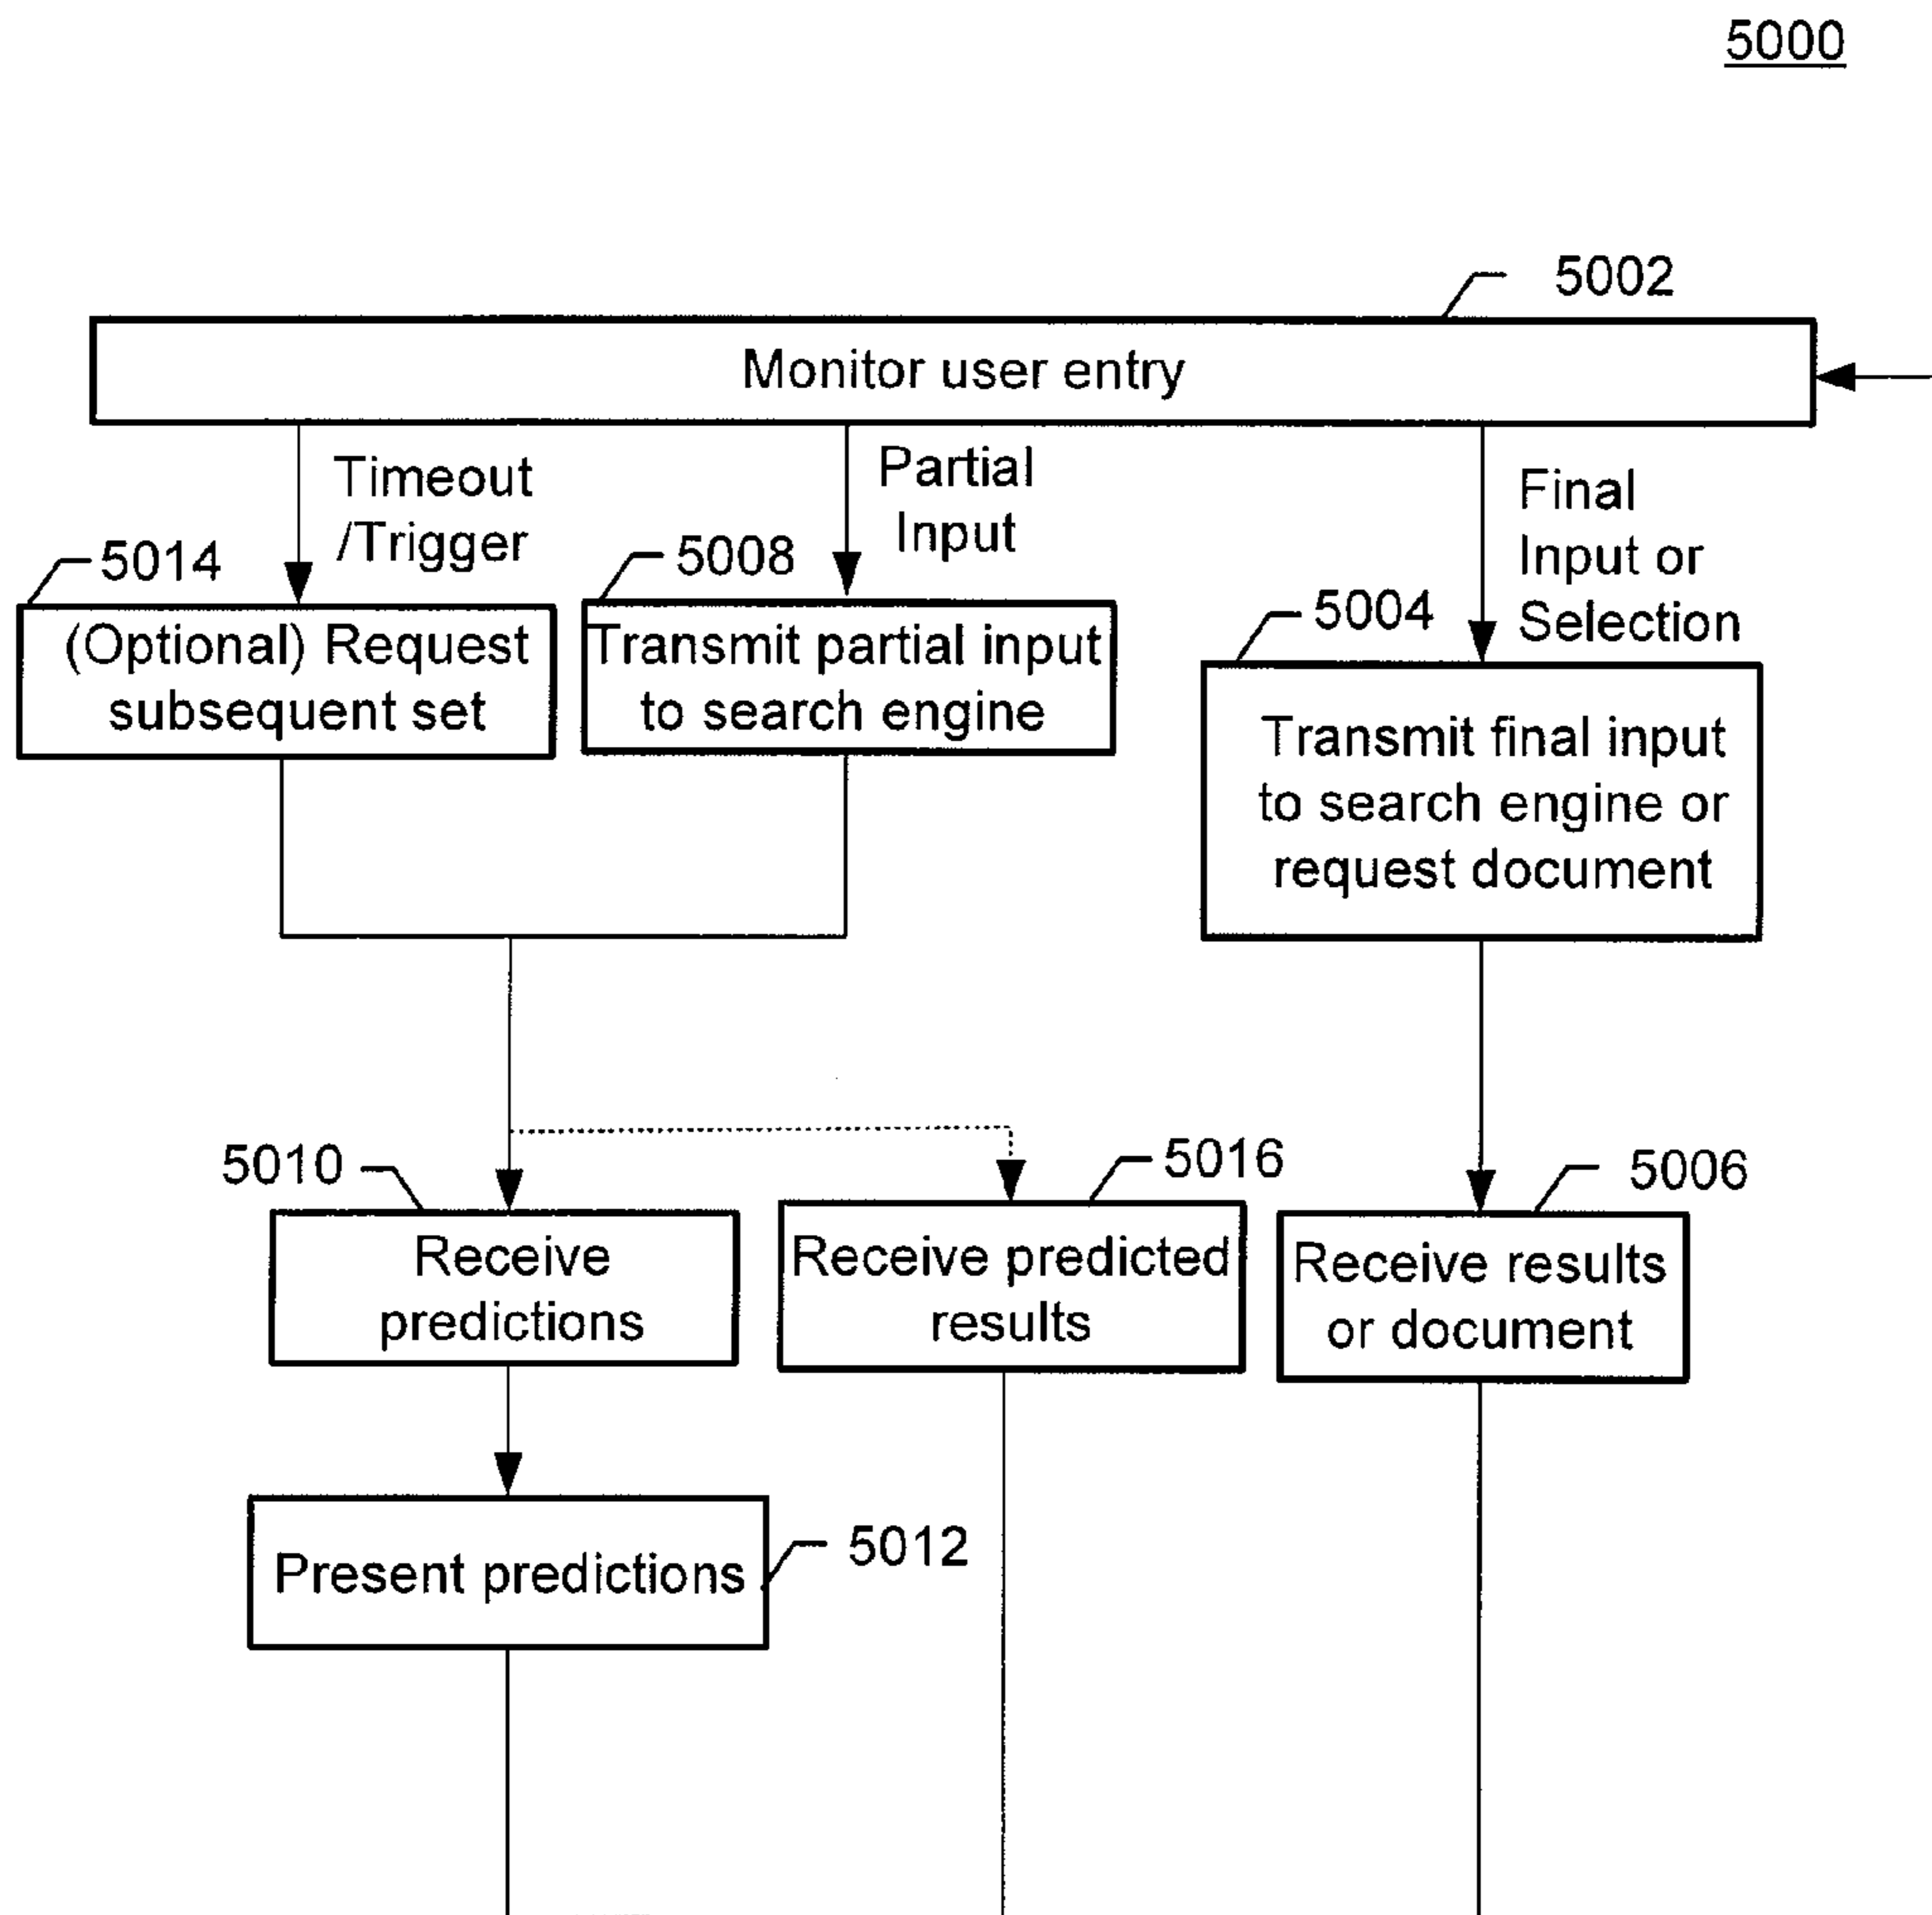 5000
5002
Monitor user entry
Timeout
/Trigger
Partial
Input
Final
Input or
Selection
5014
5008
5004
(Optional) Request
subsequent set
Transmit partial input
to search engine
Transmit final input
to search engine or
request document
5010
5016
5006
Receive
predictions
Receive predicted
results
Receive results
or document
Present predictions
5012